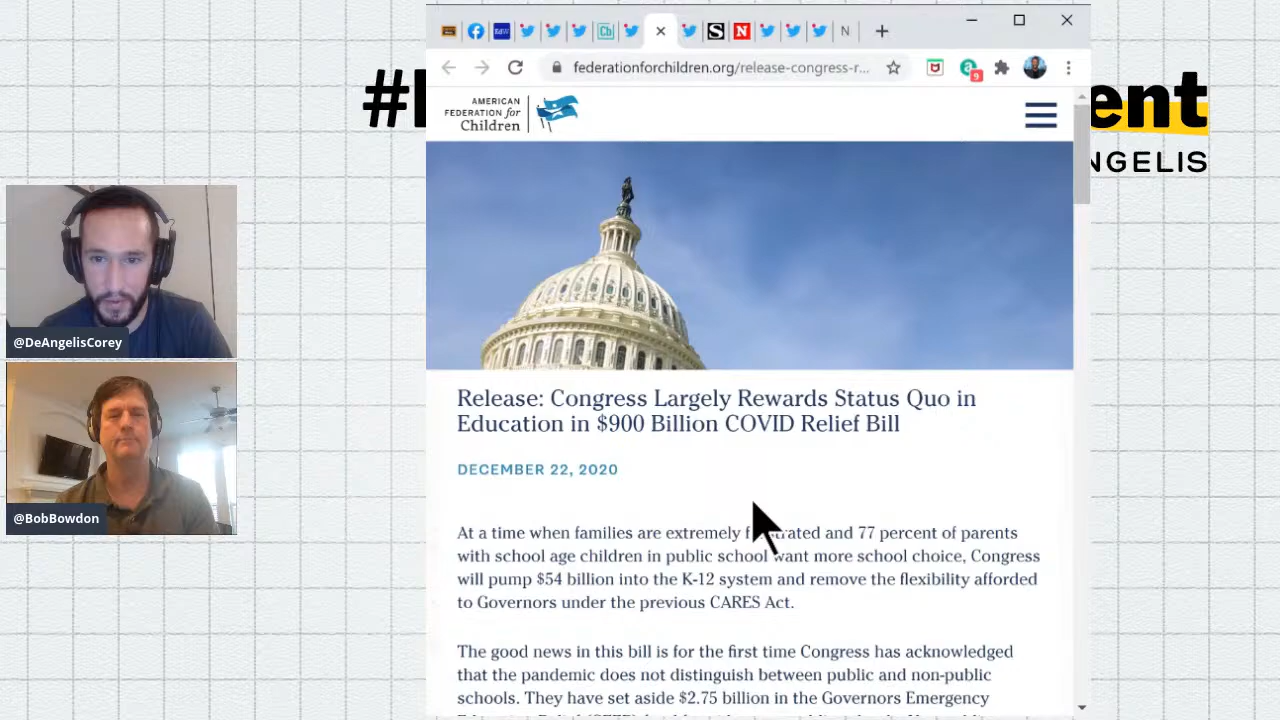 federationforchildren.org/release-congress-r...
9
AMERICAN
FEDERATION for
Children
#
ent
NGELIS
@DeAngelisCorey
@BobBowdon
Release: Congress Largely Rewards Status Quo in
Education in $900 Billion COVID Relief Bill
DECEMBER 22, 2020
At a time when families are extremely f trated and 77 percent of parents
with school age children in public school want more school choice, Congress
will pump $54 billion into the K-12 system and remove the flexibility afforded
to Governors under the previous CARES Act.
The good news in this bill is for the first time Congress has acknowledged
that the pandemic does not distinguish between public and non-public
schools. They have set aside $2.75 billion in the Governors Emergency